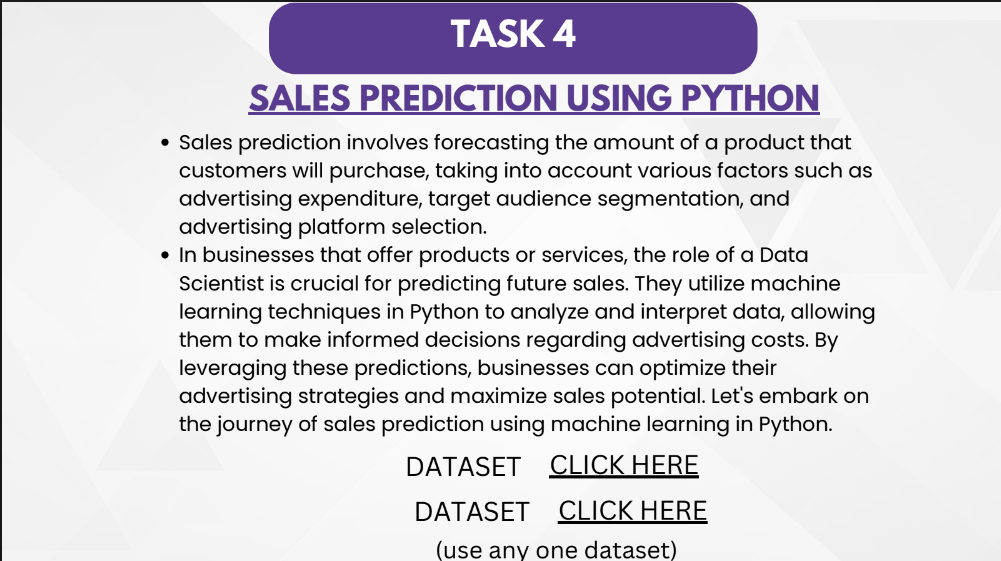 TASK 4
SALES PREDICTION USING PYTHON
• Sales prediction involves forecasting the amount of a product that
customers will purchase, taking into account various factors such as
advertising expenditure, target audience segmentation, and
advertising platform selection.
• In businesses that offer products or services, the role of a Data
Scientist is crucial for predicting future sales. They utilize machine
learning techniques in Python to analyze and interpret data, allowing
them to make informed decisions regarding advertising costs. By
leveraging these predictions, businesses can optimize their
advertising strategies and maximize sales potential. Let's embark on
the journey of sales prediction using machine learning in Python.
DATASET CLICK HERE
DATASET CLICK HERE
(use any one dataset)